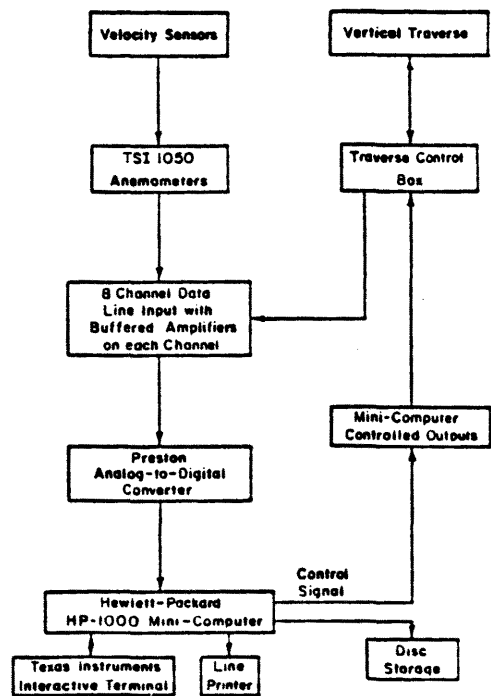 Velocity Sensors
Vertical Traverse
TSI 1050
Anemometers
Traverse Control
Box
8 Channel Data
Line Input with
Buffered Amplifiers
on each Channel
Mini-Computer
Controlled Outputs
Preston
Analog-to-Digital
Converter
Control
Signal
Hewlett-Packard
HP-1000 Mini-Computer
Texas Instruments
Interactive Terminal
Line
Printer
Disc
Storage